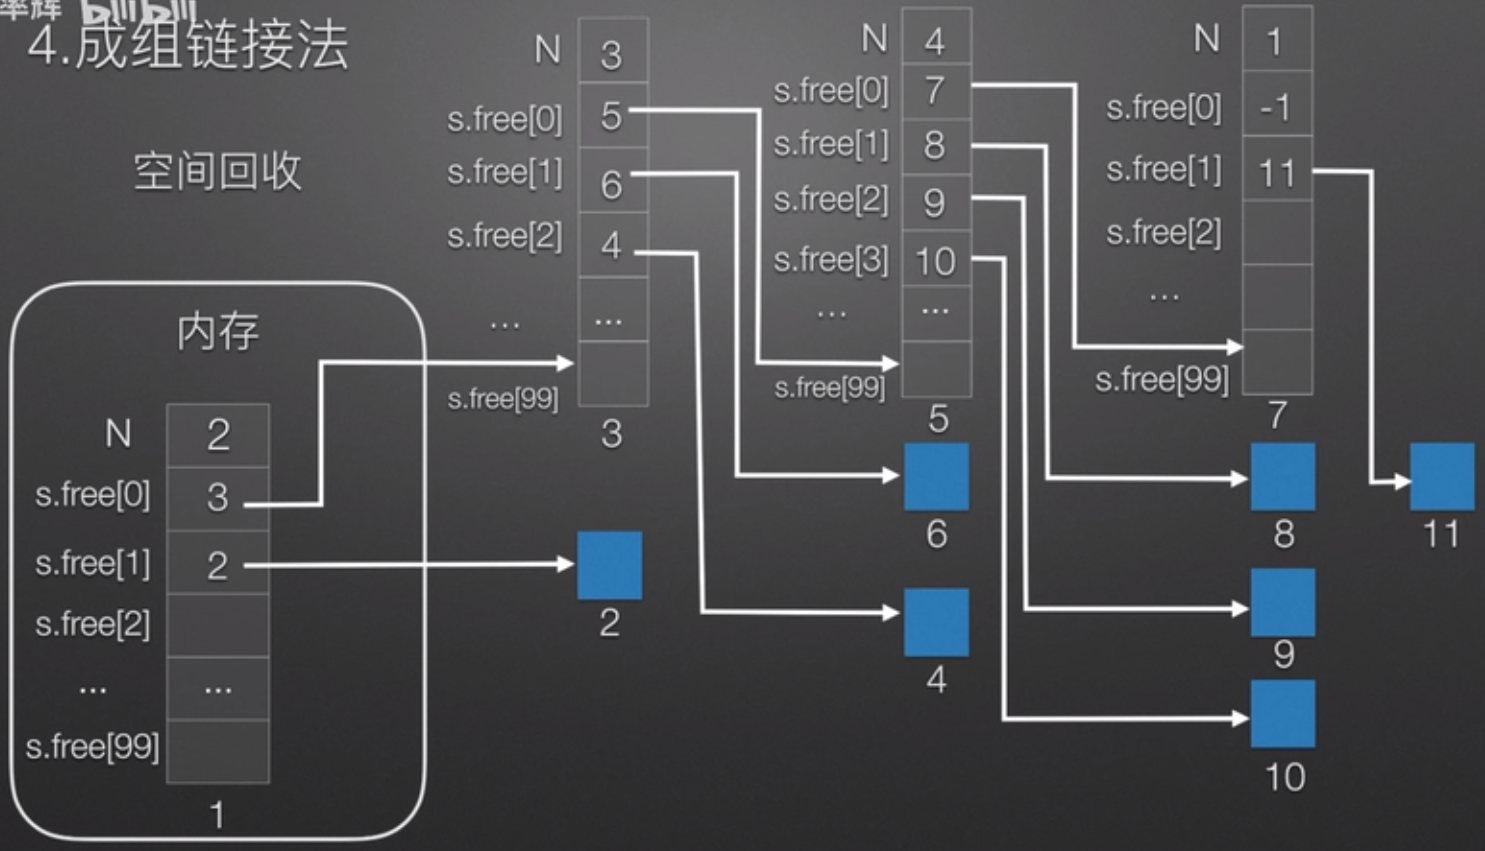 率辉 bilibili
4.成组链接法
空间回收
内存
N 2
s.free[0] 3
s.free[1] 2
s.free[2]
... ...
s.free[99]
1
N 3
s.free[0] 5
s.free[1] 6
s.free[2] 4
... ...
s.free[99]
3
2
N 4
s.free[0] 7
s.free[1] 8
s.free[2] 9
s.free[3] 10
... ...
s.free[99]
5
6
4
N 1
s.free[0] -1
s.free[1] 11
s.free[2]
...
s.free[99]
7
8
9
10
11